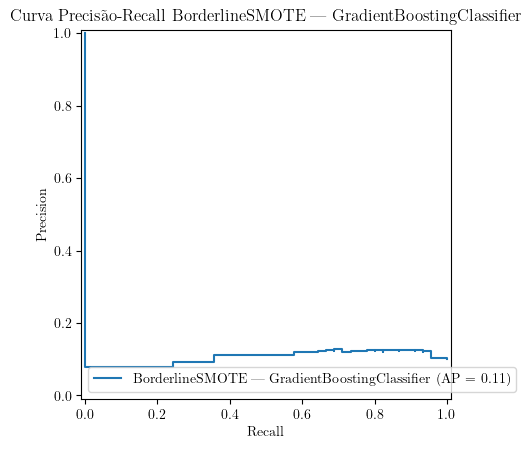 Curva Precisão-Recall BorderlineSMOTE — GradientBoostingClassifier
1.0
0.8
0.6
0.4
0.2
0.0
Precision
BorderlineSMOTE — GradientBoostingClassifier (AP = 0.11)
0.0 0.2 0.4 0.6 0.8 1.0
Recall